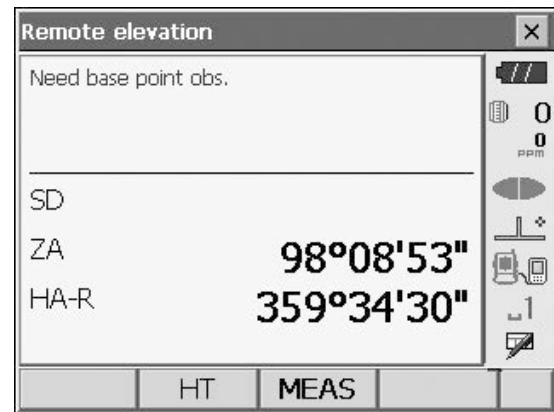 Remote elevation
Need base point obs.
0
0
PPM
SD
ZA 98°08'53"
HA-R 359°34'30"
1
HT MEAS